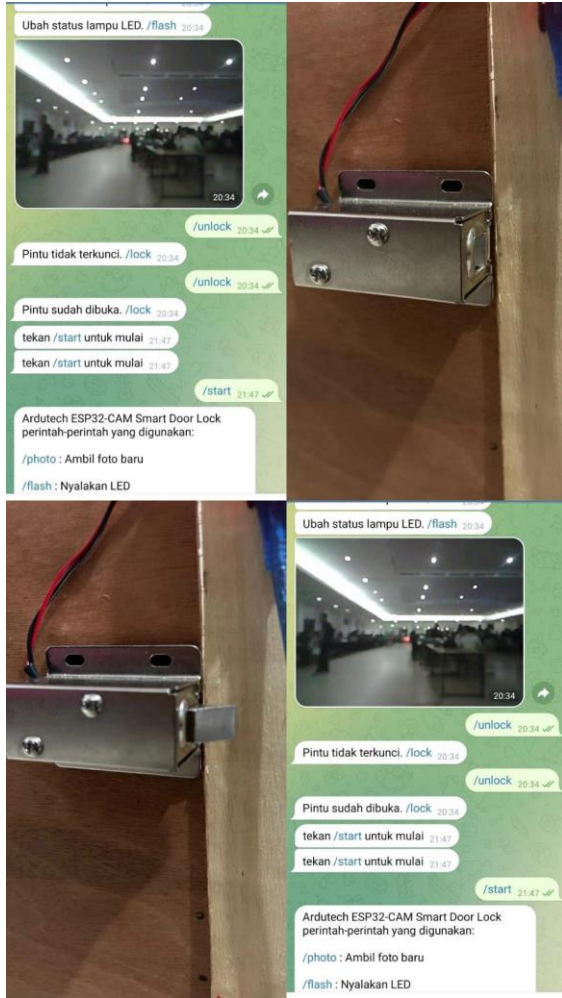 Ubah status lampu LED. /flash 20:34
20:34
/unlock 20:34
Pintu tidak terkunci. /lock 20:34
/unlock 20:34
Pintu sudah dibuka. /lock 20:34
tekan /start untuk mulai 21:47
tekan /start untuk mulai 21:47
/start 21:47
Ardutech ESP32-CAM Smart Door Lock
perintah-perintah yang digunakan:
/photo : Ambil foto baru
/flash : Nyalakan LED
Ubah status lampu LED. /flash 20:34
20:34
/unlock 20:34
Pintu tidak terkunci. /lock 20:34
/unlock 20:34
Pintu sudah dibuka. /lock 20:34
tekan /start untuk mulai 21:47
tekan /start untuk mulai 21:47
/start 21:47
Ardutech ESP32-CAM Smart Door Lock
perintah-perintah yang digunakan:
/photo : Ambil foto baru
/flash : Nyalakan LED